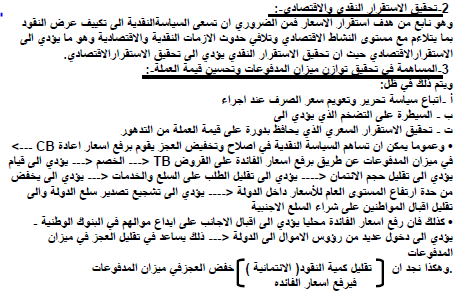 2_تحقيق الاستقرار النقدي والاقتصادي-:
وهو تابع من هدف استقرار الاسعار فمن الضروري ان تسعى السياسةالنقدية الى تكييف عرض النقود
بما يتلاءم مع مستوى النشاط الاقتصادي وتلافي حدوث الازمات النقدية والاقتصادية وهو ما يؤدي الى
الاستقرارالاقتصادي حيث ان تحقيق الاستقرار النقدي يؤدي الى تحقيق الاستقرارالاقتصادي.
3-المساهمة في تحقيق توازن ميزان المدفوعات وتحسين قيمة العملة.-:
ويتم ذلك في ظل:
أ -اتباع سياسة تحرير وتعويم سعر الصرف عند اجراء
ب - السيطرة على التضخم الذي يؤدي الى
ت - تحقيق الاستقرار السعري الذي يحافظ بدورة على قيمة العملة من التدهور
• وعموما يمكن ان تساهم السياسة النقدية في اصلاح وتخفيض العجز يقوم برفع اسعار اعادة CB --->
في ميزان المدفوعات عن طريق برفع اسعار الفائدة على القروض TB <--- الخصم <--- يؤدي الى قيام
يؤدي الى تقليل حجم الائتمان <---- يؤدي الى تقليل الطلب على السلع والخدمات <--- يؤدي الى يخفض
من حدة ارتفاع المستوى العام للأسعار داخل الدولة <---- يؤدي الى تشجيع تصدير سلع الدولة والى
تقليل اقبال المواطنين على شراء السلع الاجنبية
• كذلك فان رفع اسعار الفائدة محليا يؤدي الى اقبال الاجانب على ايداع موالهم في البنوك الوطنية -
يؤدي الى دخول عديد من رؤوس الاموال الى الدولة <--- ذلك يساعد في تقليل العجز في ميزان
المدفوعات
.وهكذا نجد ان [ تقليل كمية النقود( الائتمانية ) ] خفض العجزفي ميزان المدفوعات
فيرفع اسعار الفائده